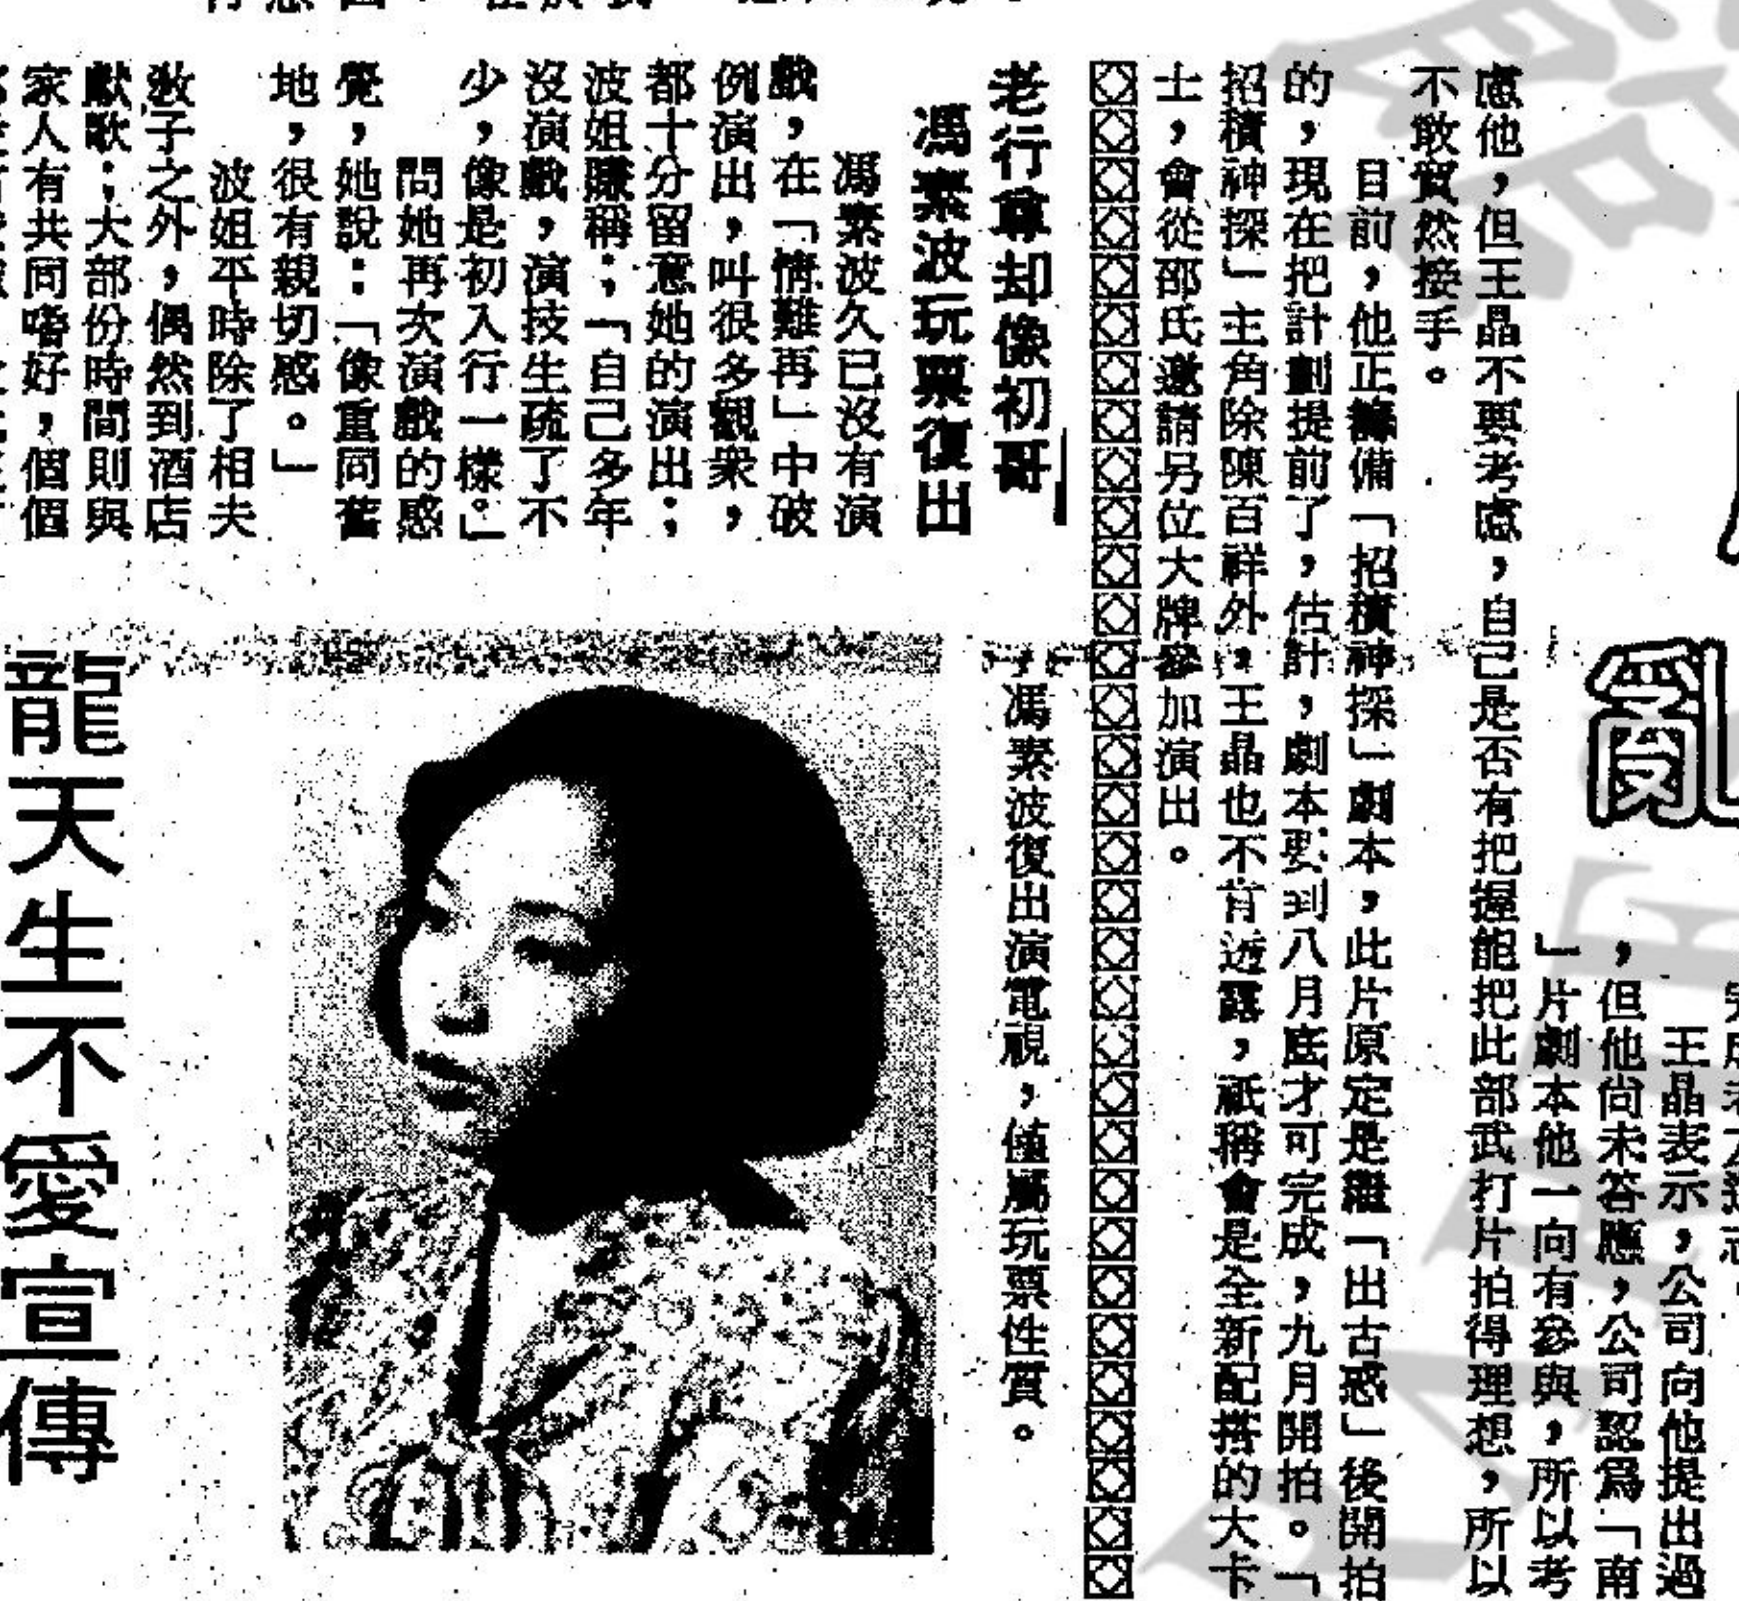 亂
王晶表示，公司向他提出過
，但他尚未答應，公司認爲「南
」片劇本他一向有參與，所以考
慮他，但王晶不要考慮，自己是否有把握能把此部武打片拍得理想，所以
不敢貿然接手。
目前，他正籌備「招積神探」劇本，此片原定是繼「出古惑」後開拍
的，現在把計劃提前了，估計，劇本要到八月底才可完成，九月開拍。「
招積神探」主角除陳百祥外，王晶也不肯透露，祇稱會是全新配搭的大卡
士，會從邵氏邀請另位大牌參加演出。
老行尊却像初哥
馮素波玩票復出
馮素波久已沒有演
戲，在「情難再」中破
例演出，叫很多觀衆，
都十分留意她的演出；
波姐賺稱；「自己多年
沒演戲，演技生疏了不
少，像是初入行一樣。」
問她再次演戲的感
覺，她說：「像重同舊
地，很有親切感。」
波姐平時除了相夫
敎子之外，偶然到酒店
獻歌；大部份時間則與
家人有共同嗜好，個個
馮素波復出演電視，僅屬玩票性質。
龍天生不愛宣傳